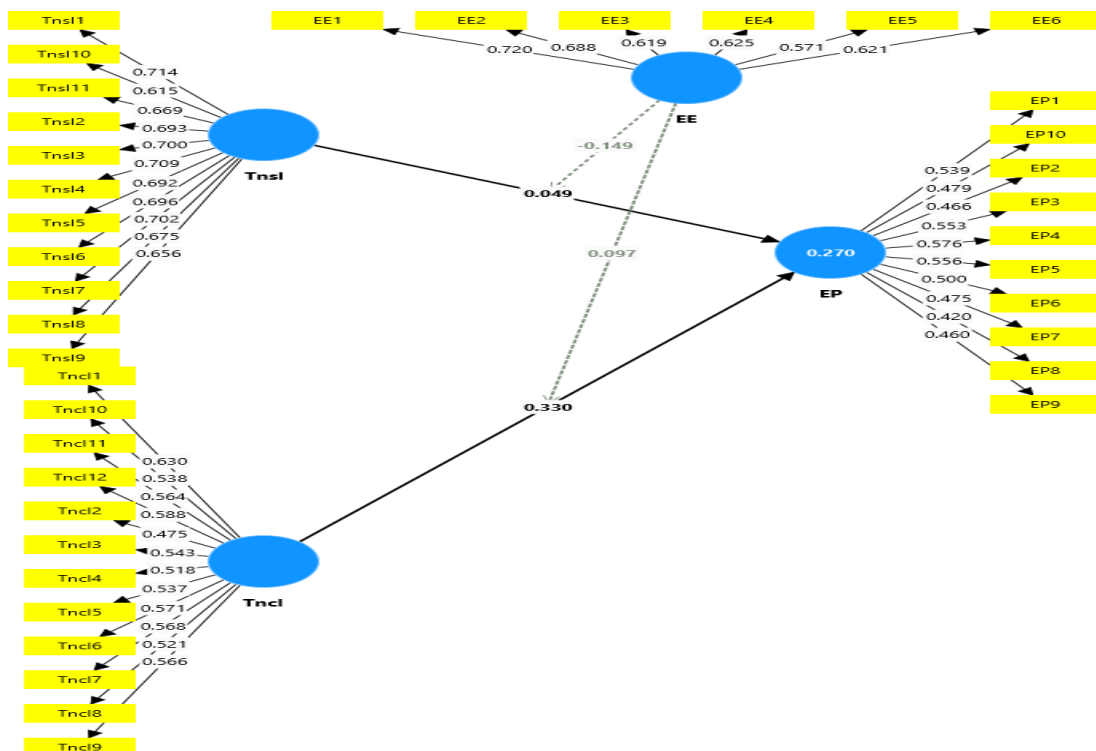 Tnsl1
Tnsl10
Tnsl11
Tnsl2
Tnsl3
Tnsl4
Tnsl5
Tnsl6
Tnsl7
Tnsl8
Tnsl9
0.714
0.615
0.669
0.693
0.700
0.709
0.692
0.696
0.702
0.675
0.656
Tnsl
EE1
EE2
EE3
EE4
EE5
EE6
0.720
0.688
0.619
0.625
0.571
0.621
EE
-0.149
0.049
0.097
0.330
0.270
EP
0.539
0.479
0.466
0.553
0.576
0.556
0.500
0.475
0.420
0.460
EP1
EP10
EP2
EP3
EP4
EP5
EP6
EP7
EP8
EP9
Tncl1
Tncl10
Tncl11
Tncl12
Tncl2
Tncl3
Tncl4
Tncl5
Tncl6
Tncl7
Tncl8
Tncl9
0.630
0.538
0.564
0.588
0.475
0.543
0.518
0.537
0.571
0.568
0.521
0.566
Tncl